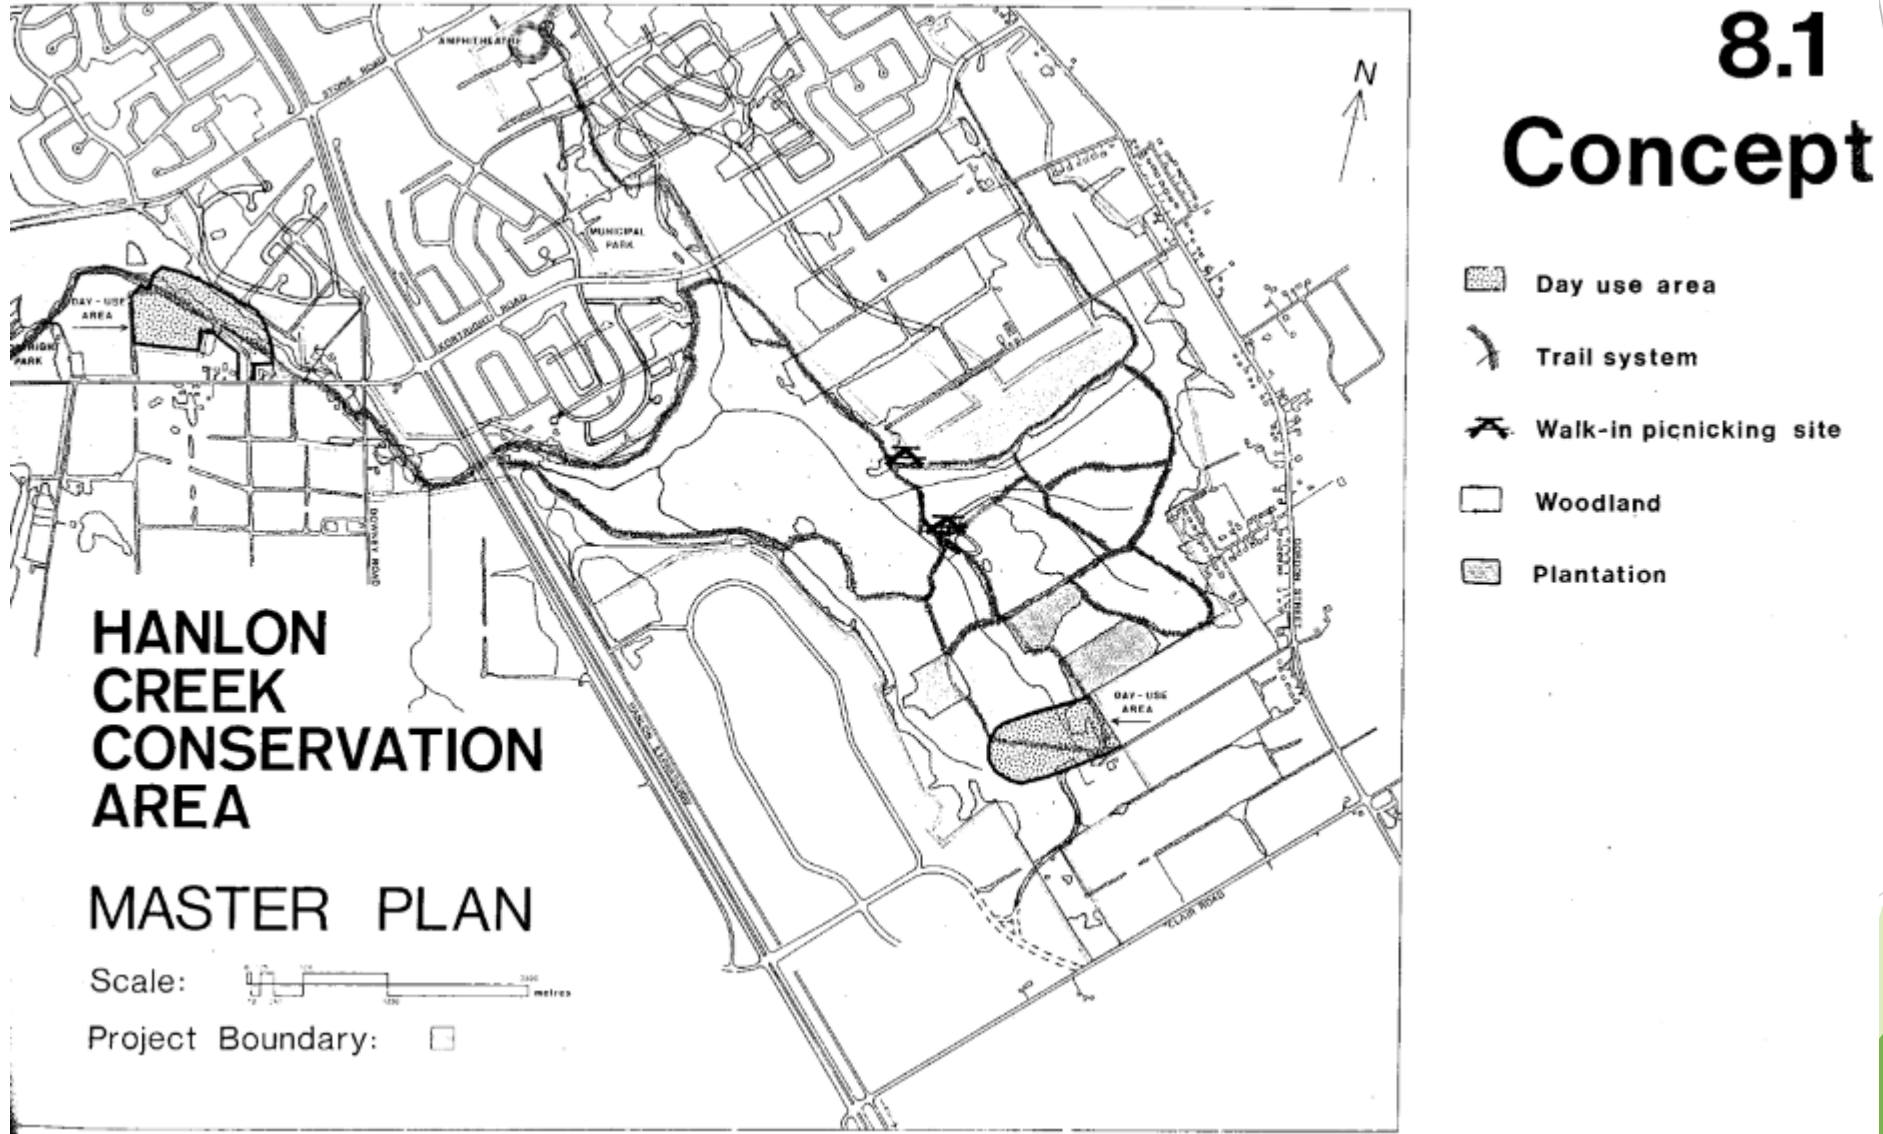 8.1
Concept
Day use area
Trail system
Walk-in picnicking site
Woodland
Plantation
N
AMPHITHEATRE
STONE ROAD
MUNICIPAL
PARK
KORTRIGHT ROAD
DAY-USE
AREA
PARK
DOWNEY ROAD
GORDON STREET
DAY-USE
AREA
CLAIR ROAD
HANLON
CREEK
CONSERVATION
AREA
MASTER PLAN
Scale:
metres
Project Boundary: